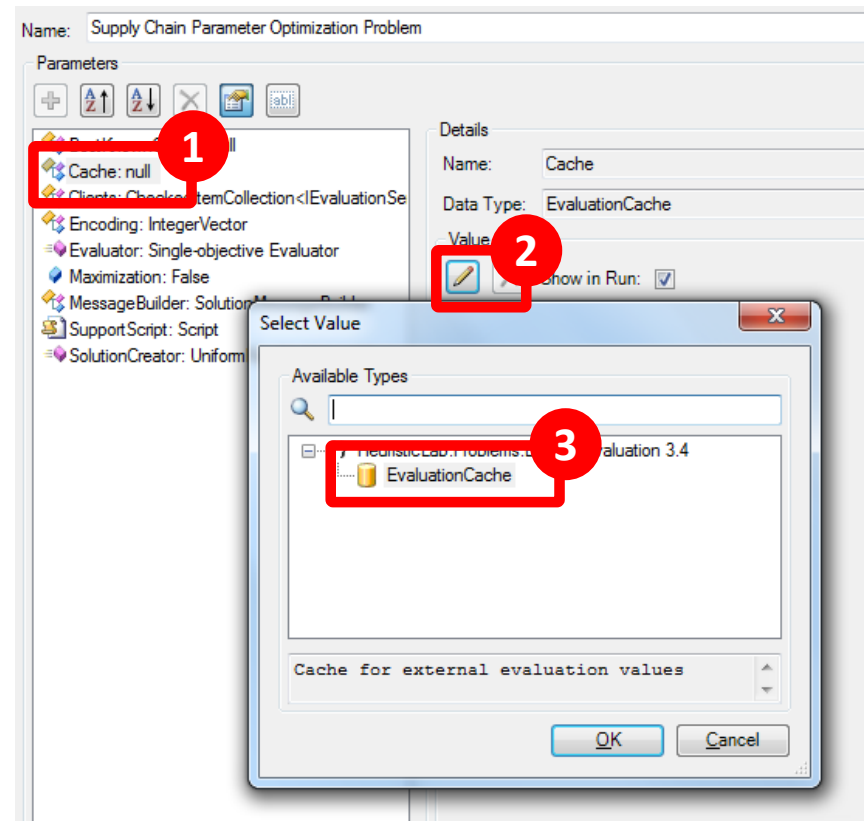 Name: Supply Chain Parameter Optimization Problem
Parameters
1
Cache: null
Encoding: IntegerVector
Evaluator: Single-objective Evaluator
Maximization: False
SupportScript: Script
SolutionCreator: Uniform
Details
Name: Cache
Data Type: EvaluationCache
Value
2
Show in Run:
Select Value
Available Types
3
3.4
EvaluationCache
Cache for external evaluation values
OK Cancel